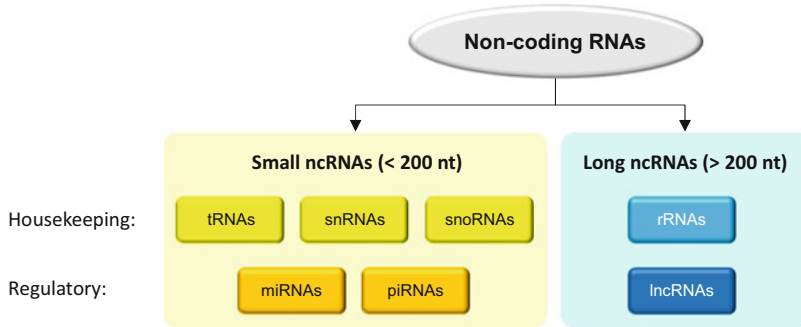 Non-coding RNAs
Small ncRNAs (< 200 nt)
Long ncRNAs (> 200 nt)
Housekeeping:
tRNAs
snRNAs
snoRNAs
rRNAs
Regulatory:
miRNAs
piRNAs
lncRNAs